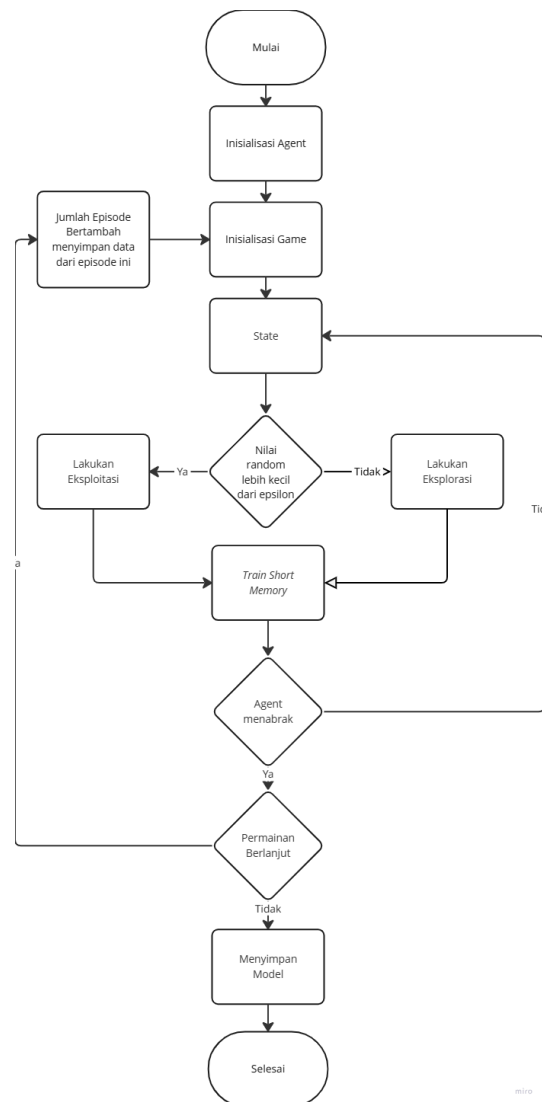 Mulai
Inisialisasi Agent
Jumlah Episode
Bertambah
menyimpan data
dari episode ini
Inisialisasi Game
State
Lakukan
Eksploitasi
Ya
Nilai
random
lebih kecil
dari epsilon
Tidak
Lakukan
Eksplorasi
Tid
a
Train Short
Memory
Agent
menabrak
Ya
Permainan
Berlanjut
Tidak
Menyimpan
Model
Selesai
miro